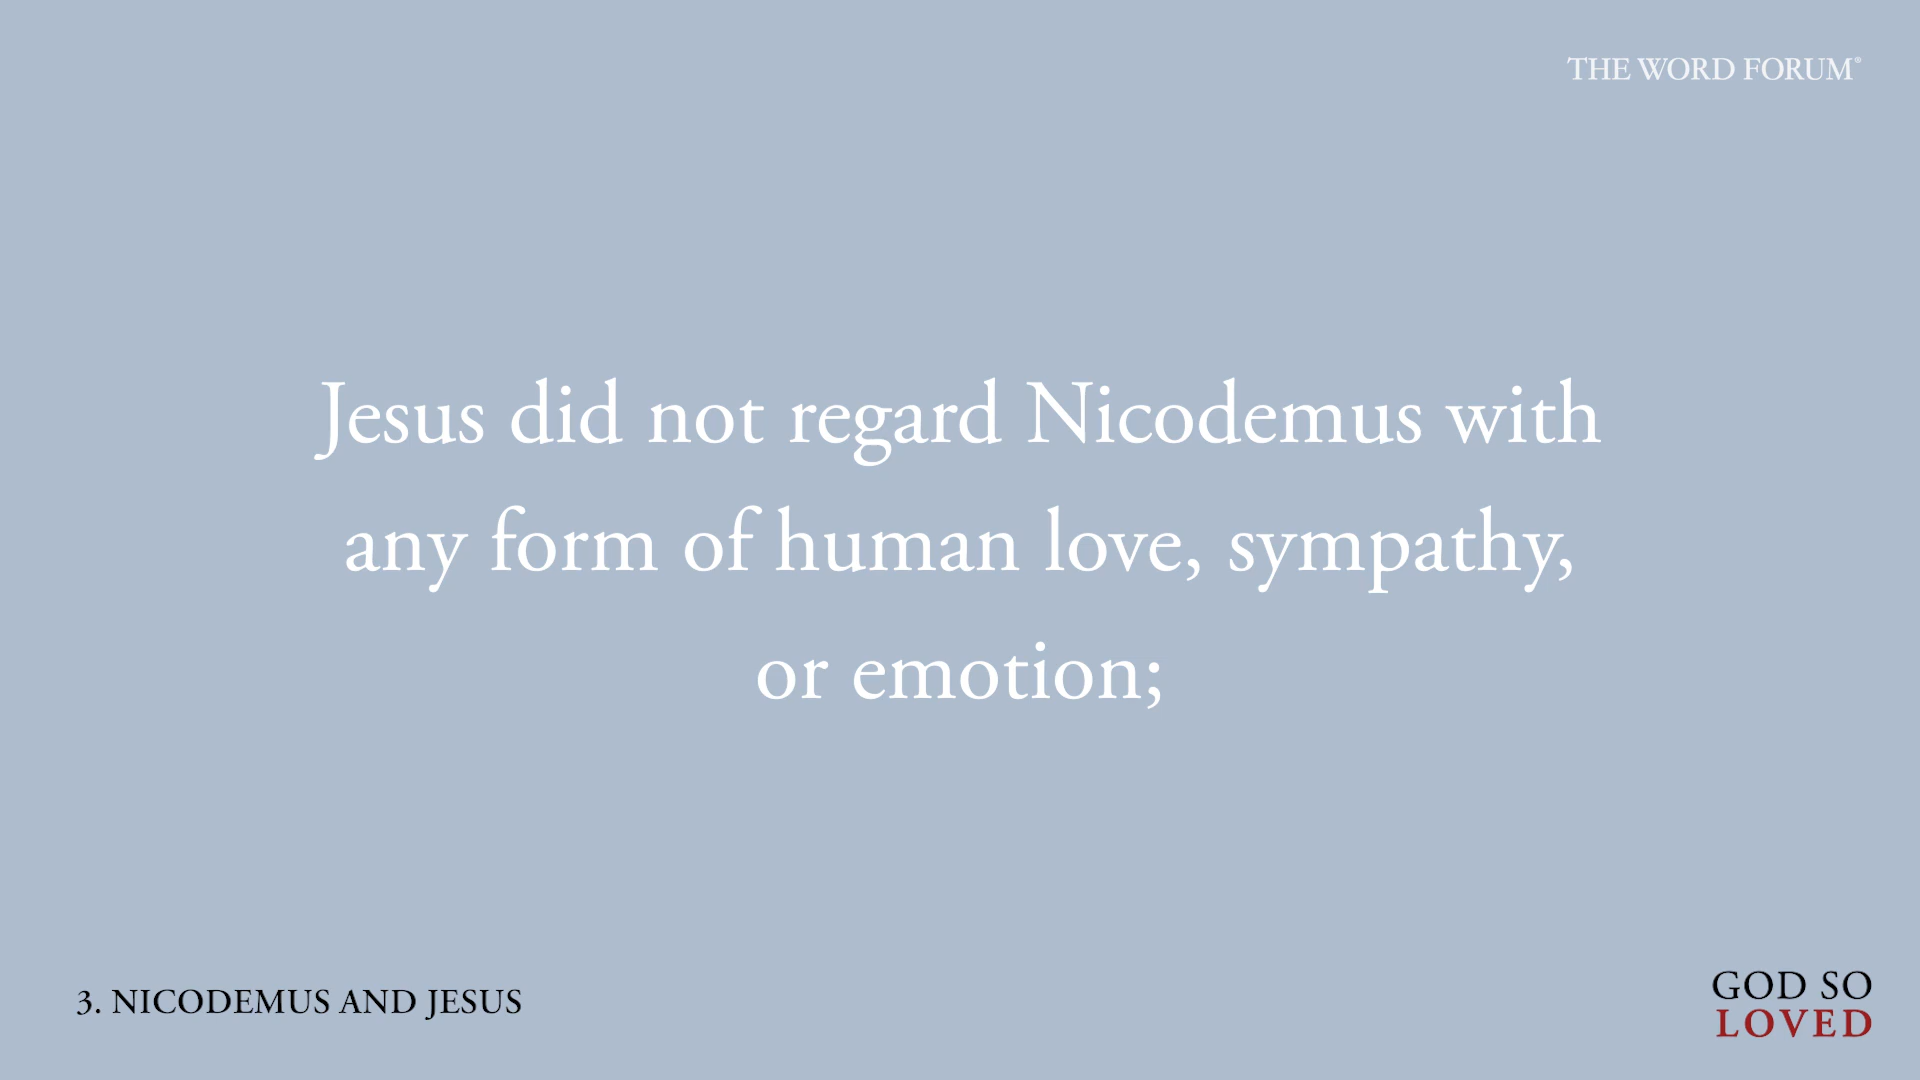 THE WORD FORUM®
Jesus did not regard Nicodemus with
any form of human love, sympathy,
or emotion;
3. NICODEMUS AND JESUS
GOD SO
LOVED